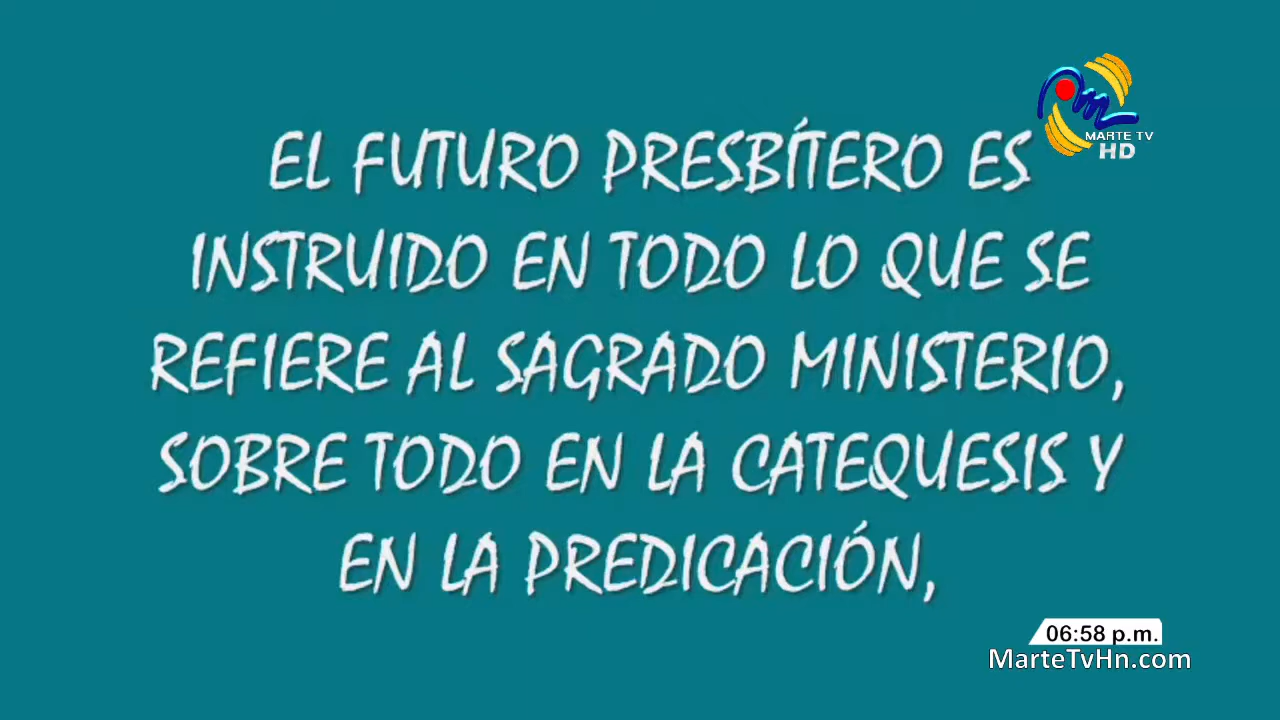 MARTE TV
HD
EL FUTURO PRESBÍTERO ES
INSTRUIDO EN TODO LO QUE SE
REFIERE AL SAGRADO MINISTERIO,
SOBRE TODO EN LA CATEQUESIS Y
EN LA PREDICACIÓN,
06:58 p.m.
MarteTvHn.com